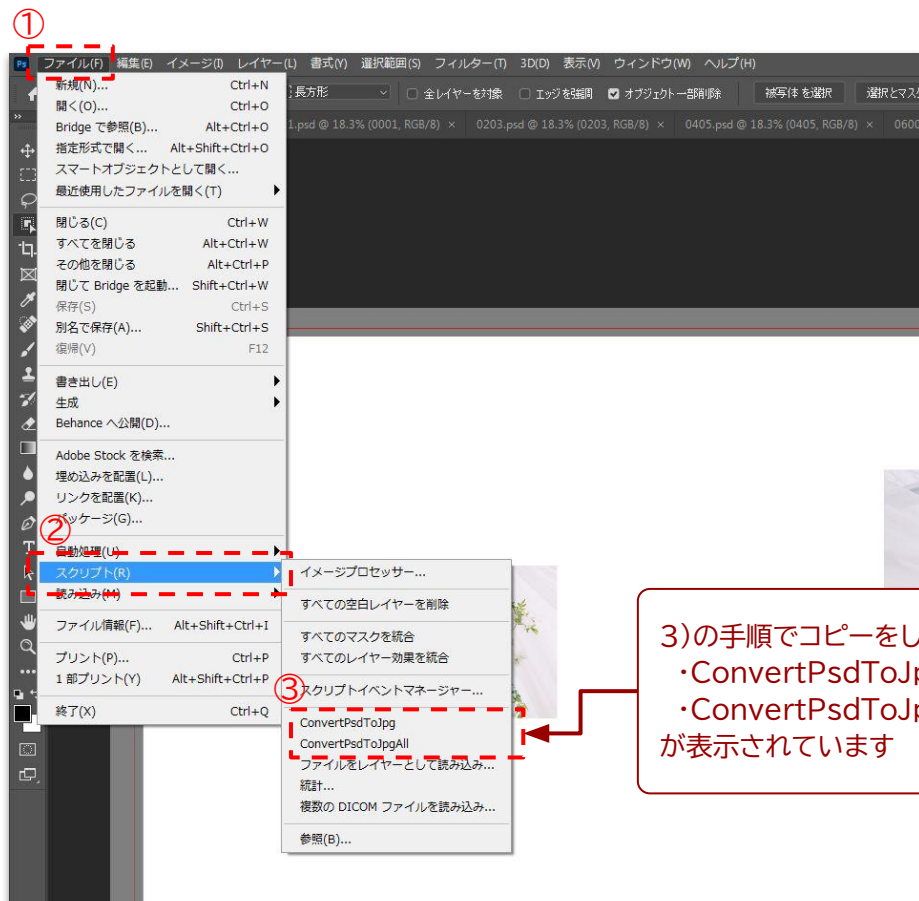 ①
Ps ファイル(F) 編集(E) イメージ(I) レイヤー(L) 書式(Y) 選択範囲(S) フィルター(T) 3D(D) 表示(V) ウィンドウ(W) ヘルプ(H)
長方形 全レイヤーを対象 エッジを強調 オブジェクト一部削除 被写体を選択 選択とマス
1.psd @ 18.3% (0001, RGB/8) × 0203.psd @ 18.3% (0203, RGB/8) × 0405.psd @ 18.3% (0405, RGB/8) × 0600
新規(N)... Ctrl+N
開く(O)... Ctrl+O
Bridge で参照(B)... Alt+Ctrl+O
指定形式で開く... Alt+Shift+Ctrl+O
スマートオブジェクトとして開く...
最近使用したファイルを開く(T)
閉じる(C) Ctrl+W
すべてを閉じる Alt+Ctrl+W
その他を閉じる Alt+Ctrl+P
閉じて Bridge を起動... Shift+Ctrl+W
保存(S) Ctrl+S
別名で保存(A)... Shift+Ctrl+S
復帰(V) F12
書き出し(E)
生成
Behance へ公開(D)...
Adobe Stock を検索...
埋め込みを配置(L)...
リンクを配置(K)...
パッケージ(G)...
②
自動処理(U)
スクリプト(R)
読み込み(M)
ファイル情報(F)... Alt+Shift+Ctrl+I
プリント(P)... Ctrl+P
1 部プリント(Y) Alt+Shift+Ctrl+P
終了(X) Ctrl+Q
イメージプロセッサー...
すべての空白レイヤーを削除
すべてのマスクを統合
すべてのレイヤー効果を統合
③
スクリプトイベントマネージャー...
ConvertPsdToJpg
ConvertPsdToJpgAll
ファイルをレイヤーとして読み込み...
統計...
複数の DICOM ファイルを読み込み...
参照(B)...
3)の手順でコピーをし
・ConvertPsdToJp
・ConvertPsdToJp
が表示されています